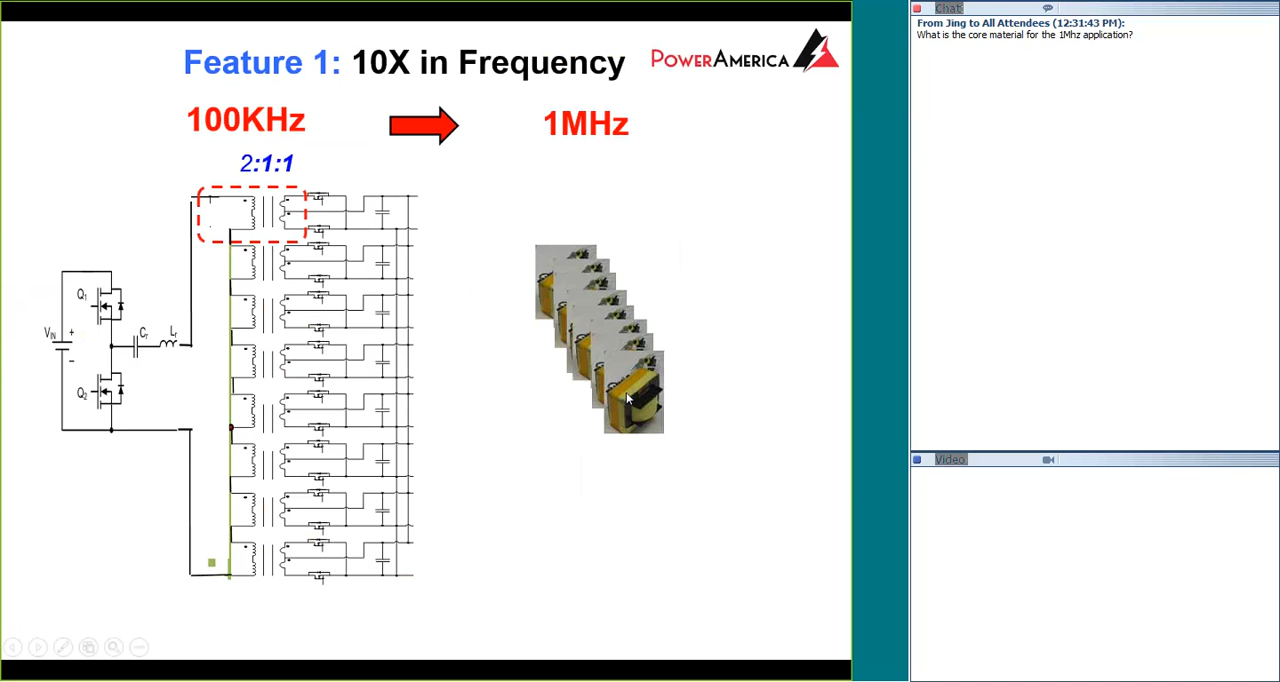 Feature 1: 10X in Frequency
POWERAMERICA
100KHz
1MHz
2:1:1
Q1
VIN
+
−
Cr
Lr
Q2
Chat
From Jing to All Attendees (12:31:43 PM):
What is the core material for the 1Mhz application?
Video